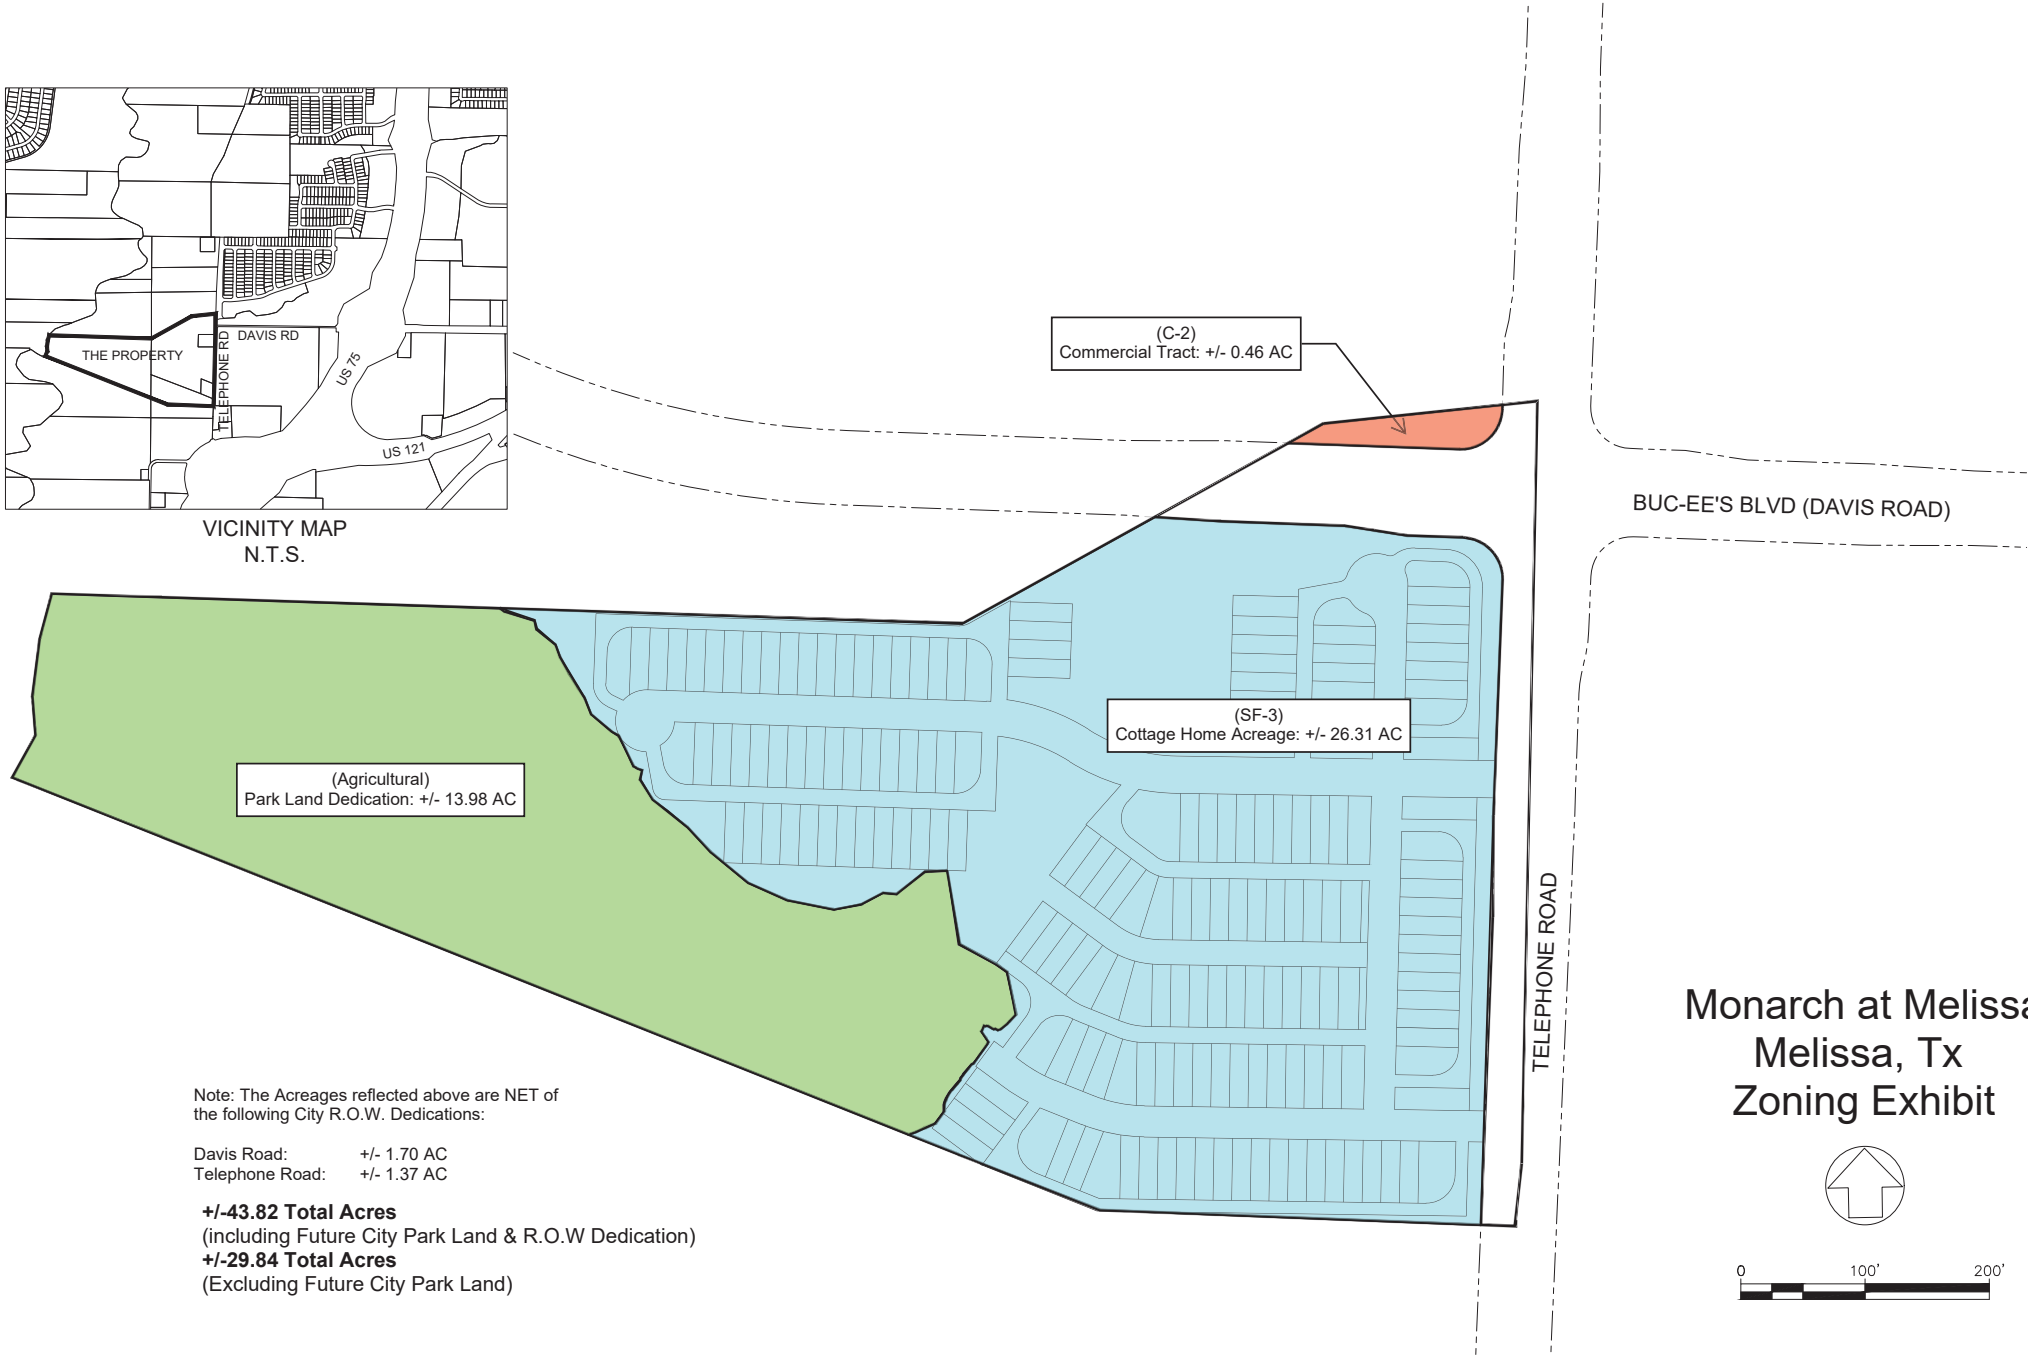 THE PROPERTY
TELEPHONE RD
DAVIS RD
US 75
US 121
VICINITY MAP
N.T.S.
(C-2)
Commercial Tract: +/- 0.46 AC
BUC-EE'S BLVD (DAVIS ROAD)
(SF-3)
Cottage Home Acreage: +/- 26.31 AC
(Agricultural)
Park Land Dedication: +/- 13.98 AC
TELEPHONE ROAD
Note: The Acreages reflected above are NET of
the following City R.O.W. Dedications:
Davis Road: +/- 1.70 AC
Telephone Road: +/- 1.37 AC
+/-43.82 Total Acres
(including Future City Park Land & R.O.W Dedication)
+/-29.84 Total Acres
(Excluding Future City Park Land)
Monarch at Melissa
Melissa, Tx
Zoning Exhibit
0 100' 200'